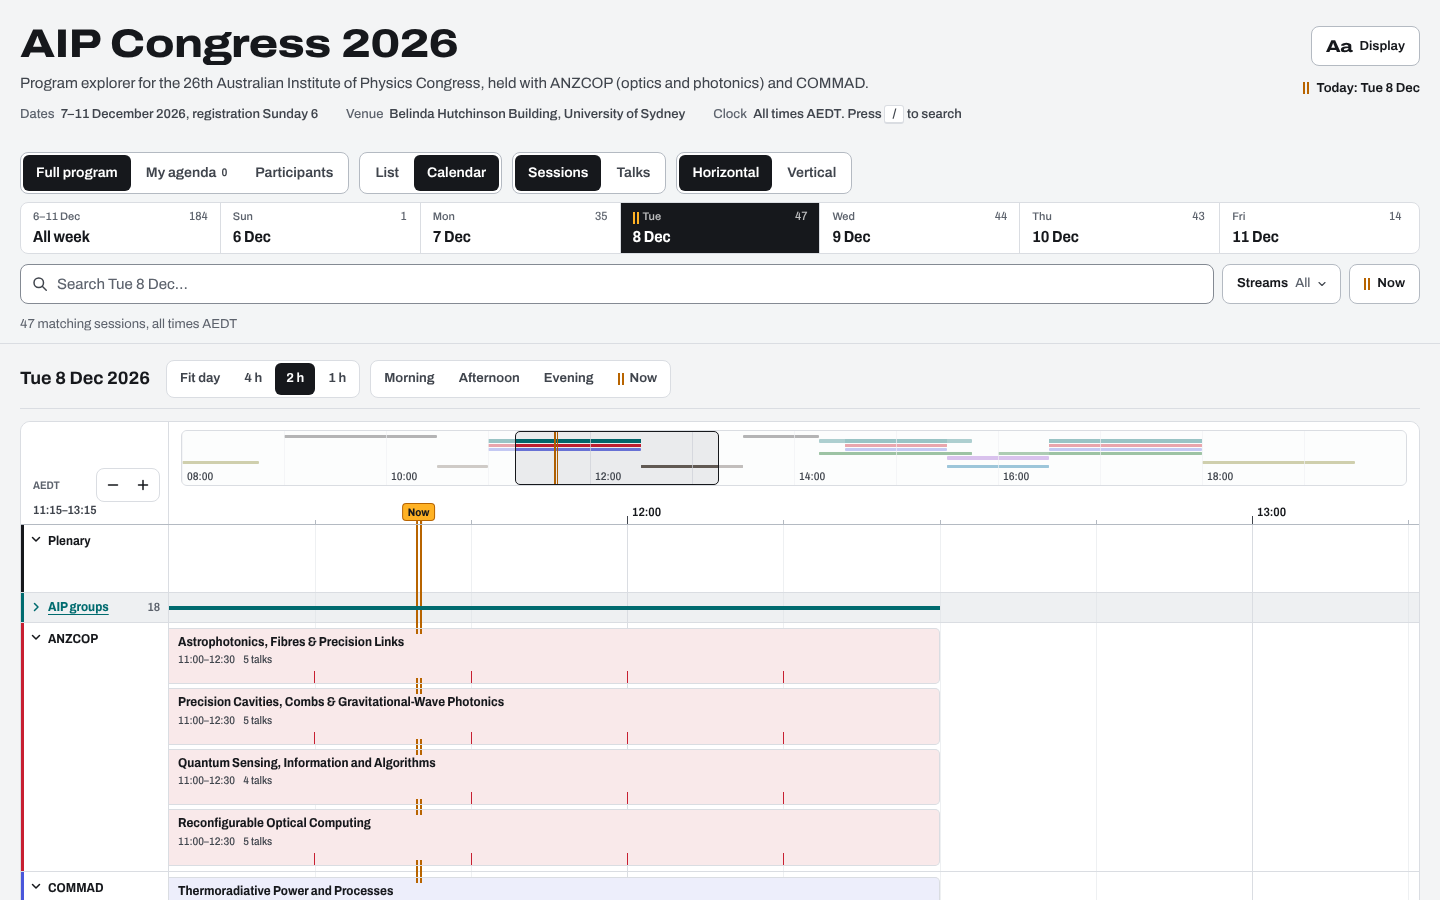 AIP Congress 2026
Aa Display
Program explorer for the 26th Australian Institute of Physics Congress, held with ANZCOP (optics and photonics) and COMMAD.
Today: Tue 8 Dec
Dates 7–11 December 2026, registration Sunday 6 Venue Belinda Hutchinson Building, University of Sydney Clock All times AEDT. Press / to search
Full program My agenda 0 Participants List Calendar Sessions Talks Horizontal Vertical
6–11 Dec 184 Sun 1 Mon 35 Tue 47 Wed 44 Thu 43 Fri 14
All week 6 Dec 7 Dec 8 Dec 9 Dec 10 Dec 11 Dec
Search Tue 8 Dec... Streams All Now
47 matching sessions, all times AEDT
Tue 8 Dec 2026 Fit day 4 h 2 h 1 h Morning Afternoon Evening Now
08:00 10:00 12:00 14:00 16:00 18:00
AEDT − +
11:15–13:15 Now 12:00 13:00
Plenary
AIP groups 18
ANZCOP
Astrophotonics, Fibres & Precision Links
11:00–12:30 5 talks
Precision Cavities, Combs & Gravitational-Wave Photonics
11:00–12:30 5 talks
Quantum Sensing, Information and Algorithms
11:00–12:30 4 talks
Reconfigurable Optical Computing
11:00–12:30 5 talks
COMMAD
Thermoradiative Power and Processes